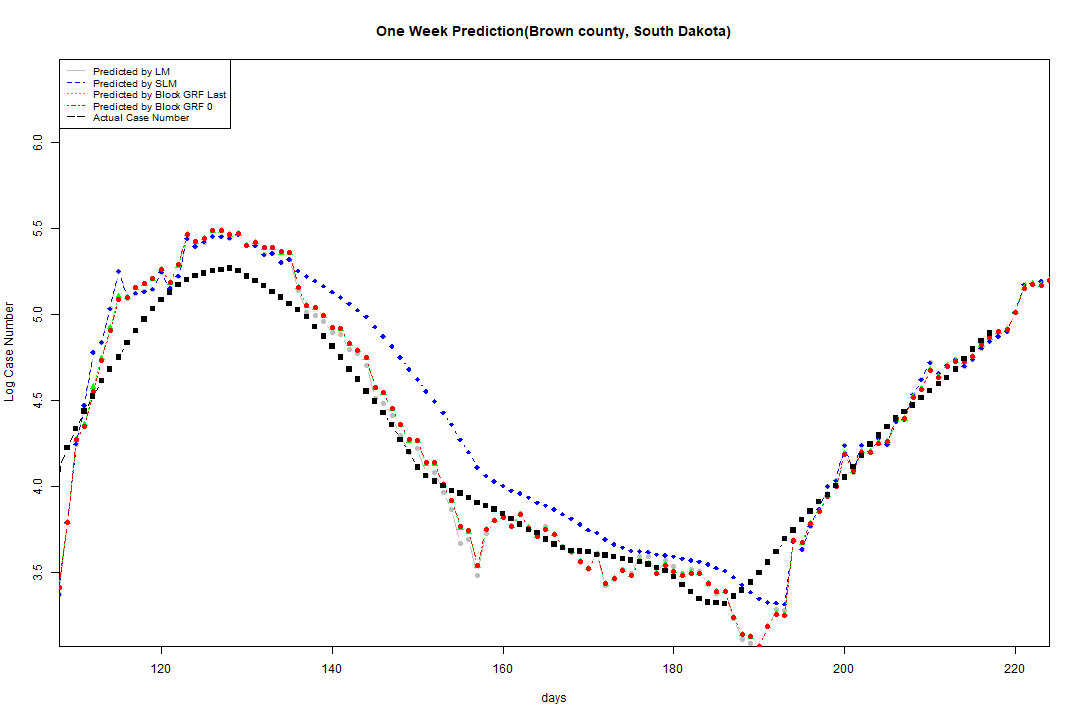 One Week Prediction(Brown county, South Dakota)
Predicted by LM
Predicted by SLM
Predicted by Block GRF Last
Predicted by Block GRF 0
Actual Case Number
6.0
5.5
5.0
4.5
4.0
3.5
Log Case Number
120 140 160 180 200 220
days